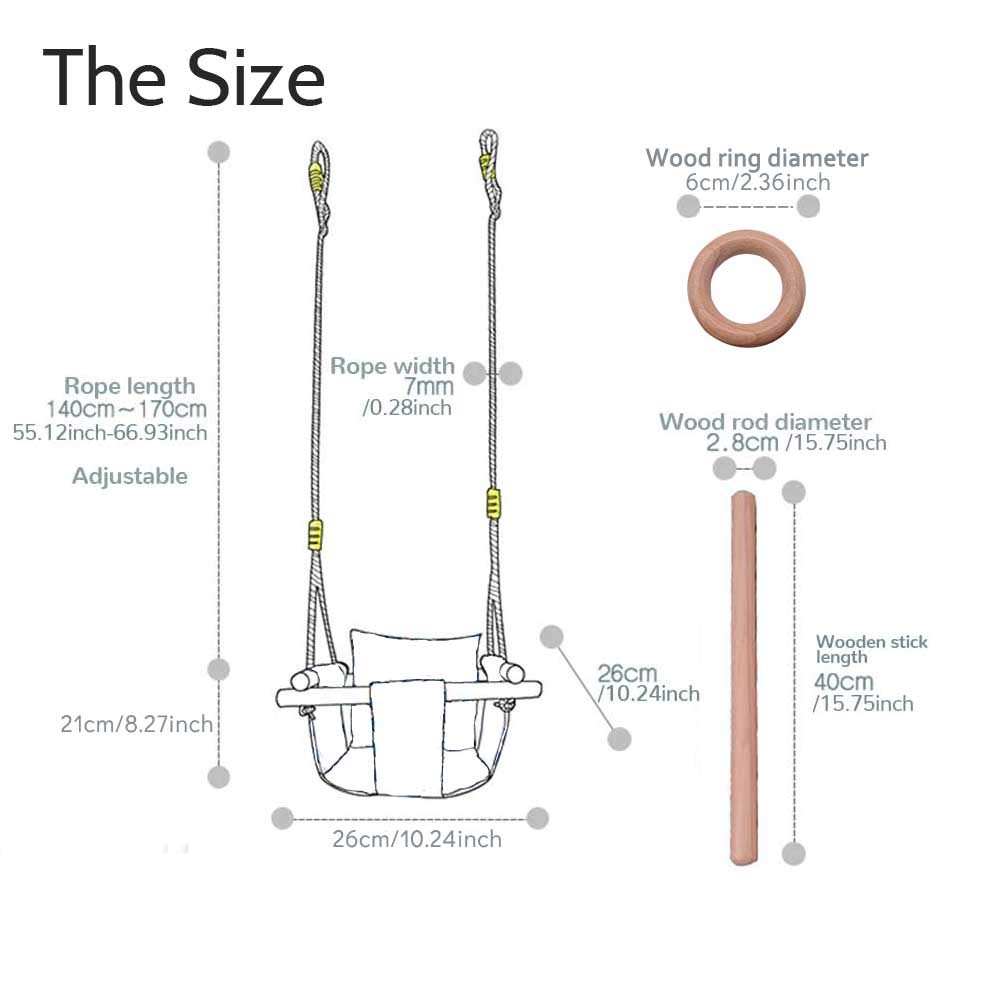 The Size
Wood ring diameter
6cm/2.36inch
Rope width
7mm
/0.28inch
Rope length
140cm~170cm
55.12inch-66.93inch
Adjustable
Wood rod diameter
2.8cm /15.75inch
Wooden stick
length
40cm
/15.75inch
26cm
/10.24inch
21cm/8.27inch
26cm/10.24inch